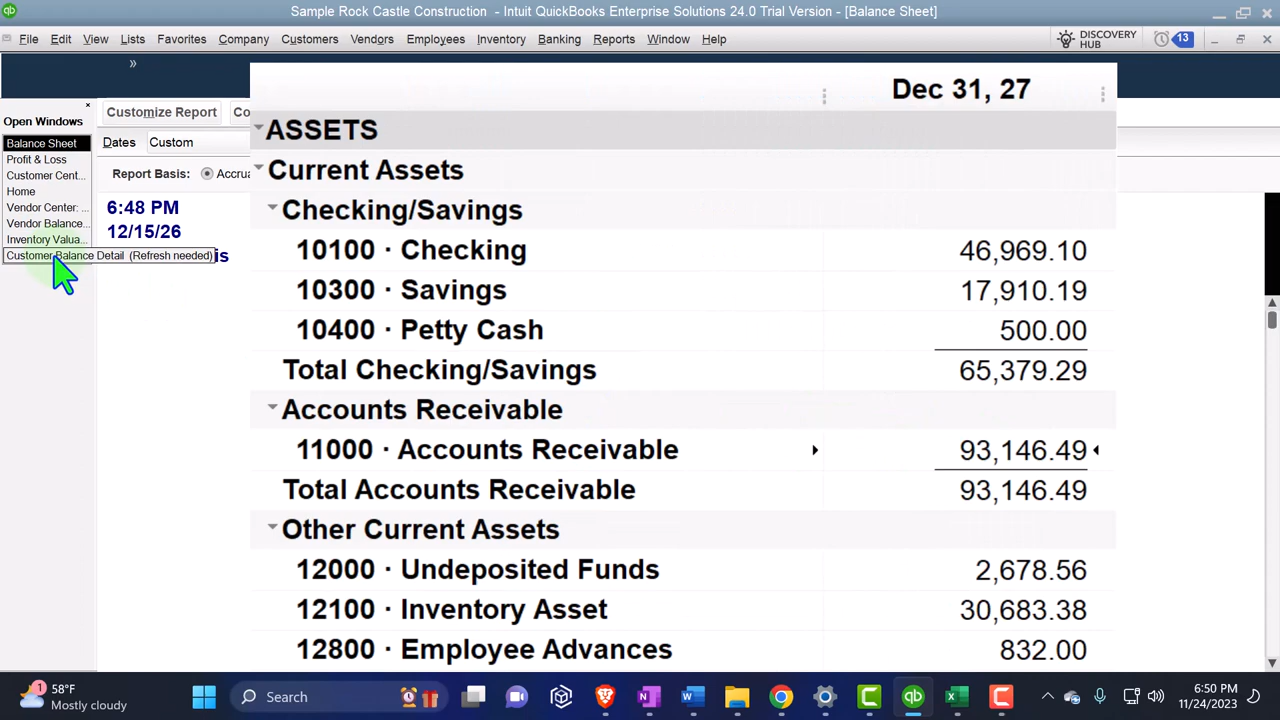 Sample Rock Castle Construction - Intuit QuickBooks Enterprise Solutions 24.0 Trial Version - [Balance Sheet]
File Edit View Lists Favorites Company Customers Vendors Employees Inventory Banking Reports Window Help DISCOVERY HUB 13
»
Open Windows
Balance Sheet
Profit & Loss
Customer Cent...
Home
Vendor Center: ...
Vendor Balance...
Inventory Valua...
Customer Balance Detail (Refresh needed)
Customize Report Co
Dates Custom
Report Basis: Accrua
6:48 PM
12/15/26
is
Dec 31, 27
ASSETS
Current Assets
Checking/Savings
10100 · Checking 46,969.10
10300 · Savings 17,910.19
10400 · Petty Cash 500.00
Total Checking/Savings 65,379.29
Accounts Receivable
11000 · Accounts Receivable 93,146.49
Total Accounts Receivable 93,146.49
Other Current Assets
12000 · Undeposited Funds 2,678.56
12100 · Inventory Asset 30,683.38
12800 · Employee Advances 832.00
1 58°F
Mostly cloudy
Search
6:50 PM
11/24/2023